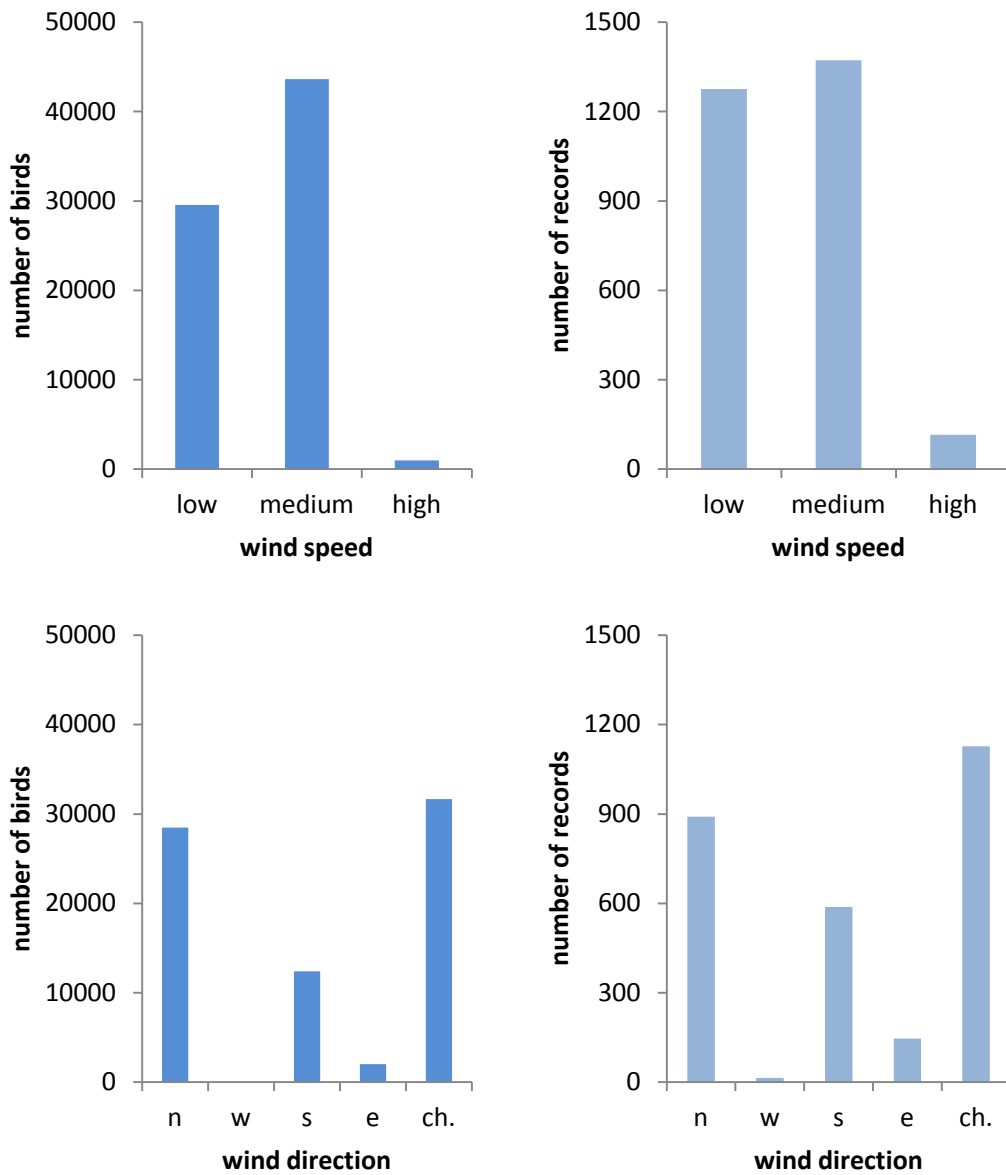 50000
40000
30000
20000
10000
0
number of birds
low medium high
wind speed
1500
1200
900
600
300
0
number of records
low medium high
wind speed
50000
40000
30000
20000
10000
0
number of birds
n w s e ch.
wind direction
1500
1200
900
600
300
0
number of records
n w s e ch.
wind direction